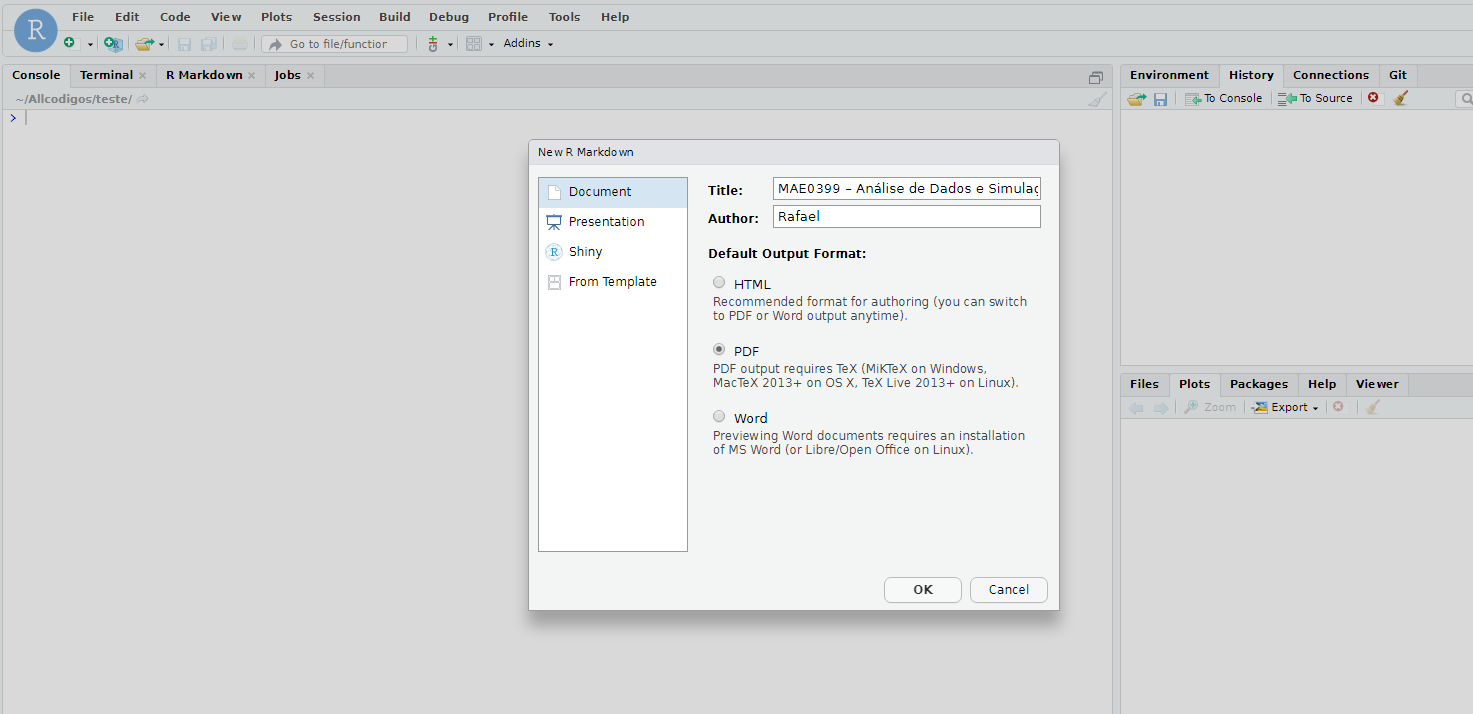 R File Edit Code View Plots Session Build Debug Profile Tools Help
R Go to file/function Addins
Console Terminal R Markdown Jobs
~/Allcodigos/teste/
>
Environment History Connections Git
To Console To Source
New R Markdown
Document
Presentation
R Shiny
From Template
Title: MAE0399 – Análise de Dados e Simulaç
Author: Rafael
Default Output Format:
HTML
Recommended format for authoring (you can switch
to PDF or Word output anytime).
PDF
PDF output requires TeX (MiKTeX on Windows,
MacTeX 2013+ on OS X, TeX Live 2013+ on Linux).
Word
Previewing Word documents requires an installation
of MS Word (or Libre/Open Office on Linux).
OK Cancel
Files Plots Packages Help Viewer
Zoom Export